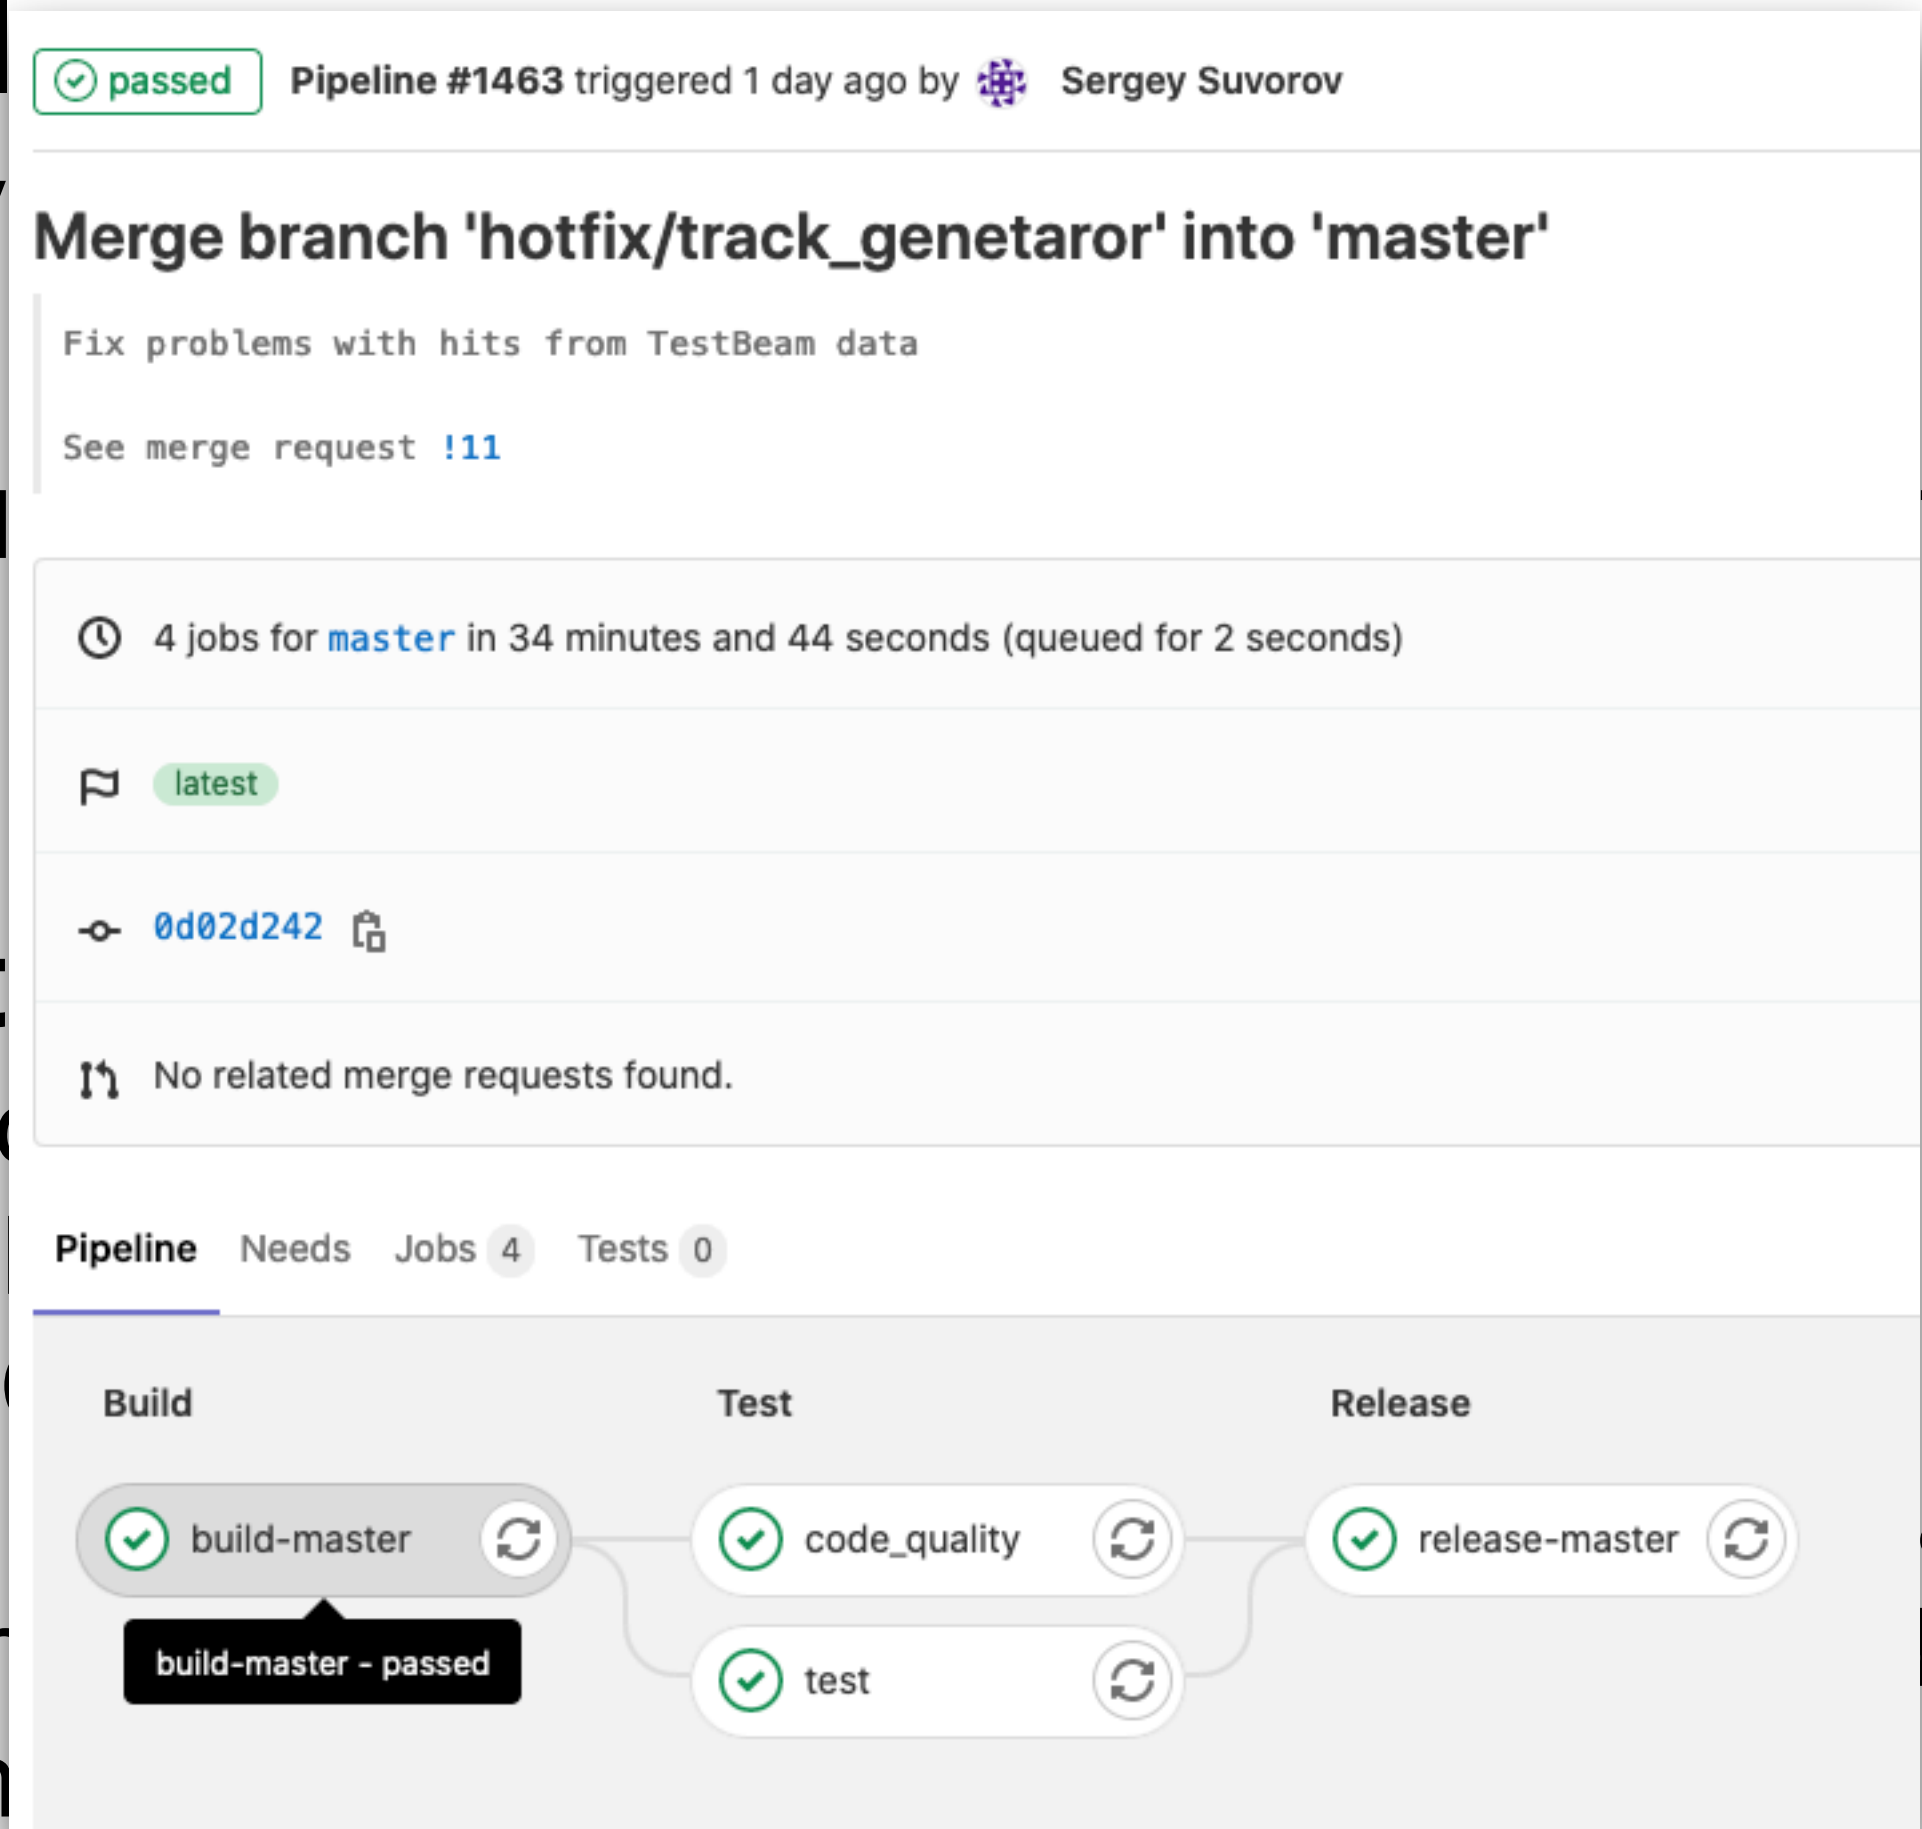 passed Pipeline #1463 triggered 1 day ago by Sergey Suvorov
Merge branch 'hotfix/track_genetaror' into 'master'
Fix problems with hits from TestBeam data
See merge request !11
4 jobs for master in 34 minutes and 44 seconds (queued for 2 seconds)
latest
0d02d242
No related merge requests found.
Pipeline Needs Jobs 4 Tests 0
Build Test Release
build-master code_quality release-master
build-master - passed
test